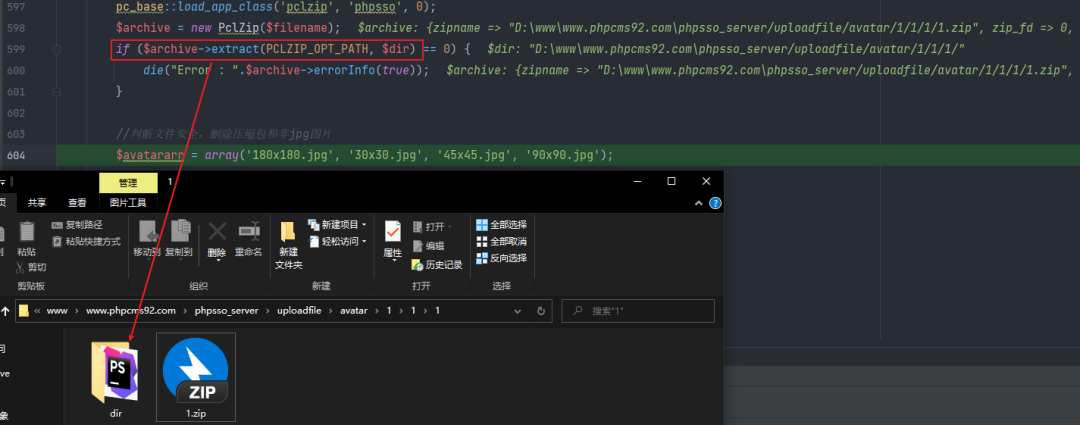 597 pc_base::load_app_class('pclzip', 'phpsso', 0);
598 $archive = new PclZip($filename); $archive: {zipname => "D:\www\www.phpcms92.com\phpsso_server/uploadfile/avatar/1/1/1/1.zip", zip_fd => 0,
599 if ($archive->extract(PCLZIP_OPT_PATH, $dir) == 0) { $dir: "D:\www\www.phpcms92.com\phpsso_server/uploadfile/avatar/1/1/1/"
600 die("Error : ".$archive->errorInfo(true)); $archive: {zipname => "D:\www\www.phpcms92.com\phpsso_server/uploadfile/avatar/1/1/1/1.zip",
601 }
602
603 //判断文件安全，删除压缩包和非jpg图片
604 $avatararr = array('180x180.jpg', '30x30.jpg', '45x45.jpg', '90x90.jpg');
管理 1
页 共享 查看 图片工具
粘贴 复制路径 粘贴快捷方式 剪切
移动到 复制到 删除 重命名
新建文件夹 新建项目 轻松访问
属性 打开 编辑 历史记录
全部选择 全部取消 反向选择
剪贴板 组织 新建 打开 选择
« www › www.phpcms92.com › phpsso_server › uploadfile › avatar › 1 › 1 › 1 搜索"1"
问
ive
象
PS
ZIP
dir 1.zip